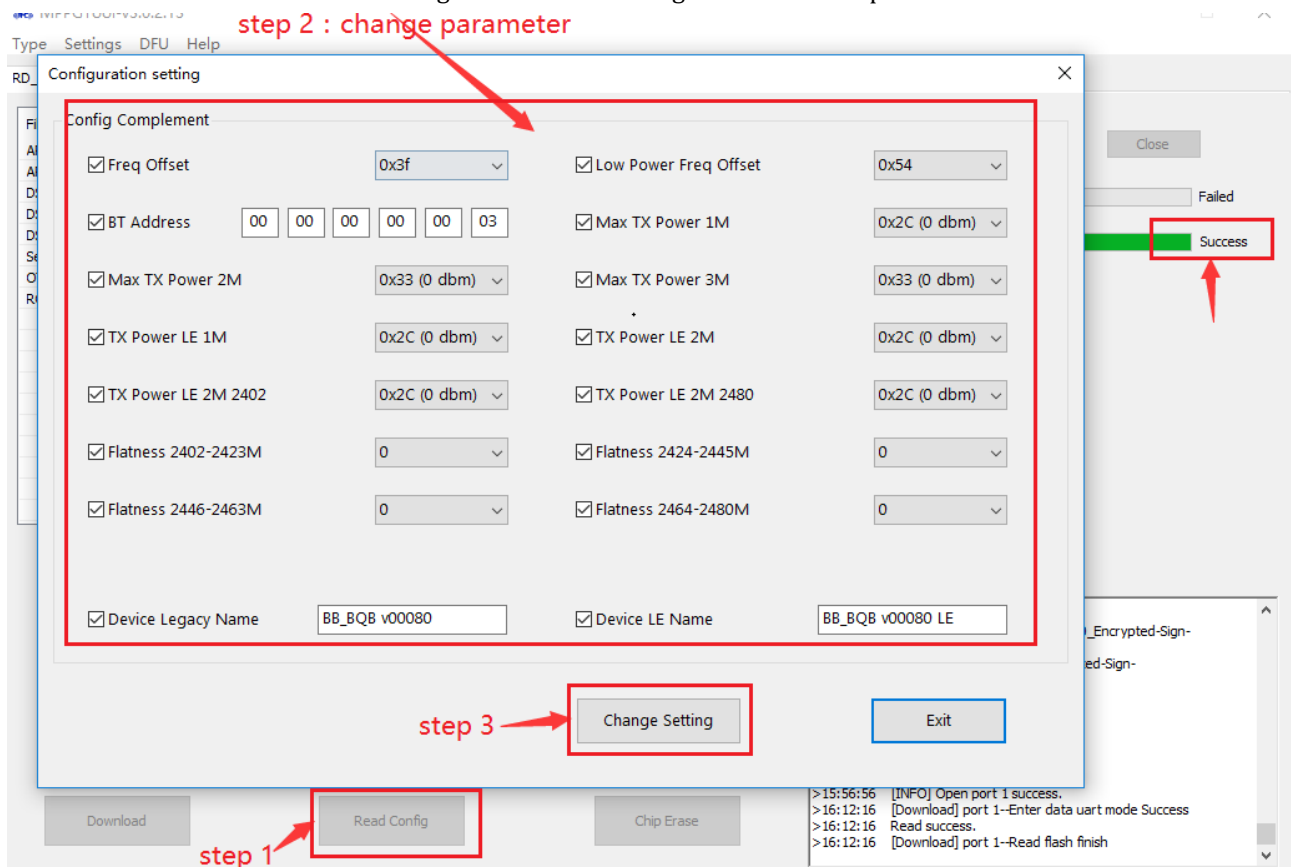 step 2：change parameter
Type Settings DFU Help
RD_
Configuration setting
Config Complement
Close
Freq Offset 0x3f Low Power Freq Offset 0x54
Failed
BT Address 00 00 00 00 00 03 Max TX Power 1M 0x2C (0 dbm)
Success
Max TX Power 2M 0x33 (0 dbm) Max TX Power 3M 0x33 (0 dbm)
TX Power LE 1M 0x2C (0 dbm) TX Power LE 2M 0x2C (0 dbm)
TX Power LE 2M 2402 0x2C (0 dbm) TX Power LE 2M 2480 0x2C (0 dbm)
Flatness 2402-2423M 0 Flatness 2424-2445M 0
Flatness 2446-2463M 0 Flatness 2464-2480M 0
Device Legacy Name BB_BQB v00080 Device LE Name BB_BQB v00080 LE
_Encrypted-Sign-
ed-Sign-
step 3 Change Setting Exit
>15:56:56 [INFO] Open port 1 success.
>16:12:16 [Download] port 1--Enter data uart mode Success
>16:12:16 Read success.
>16:12:16 [Download] port 1--Read flash finish
Download Read Config Chip Erase
step 1